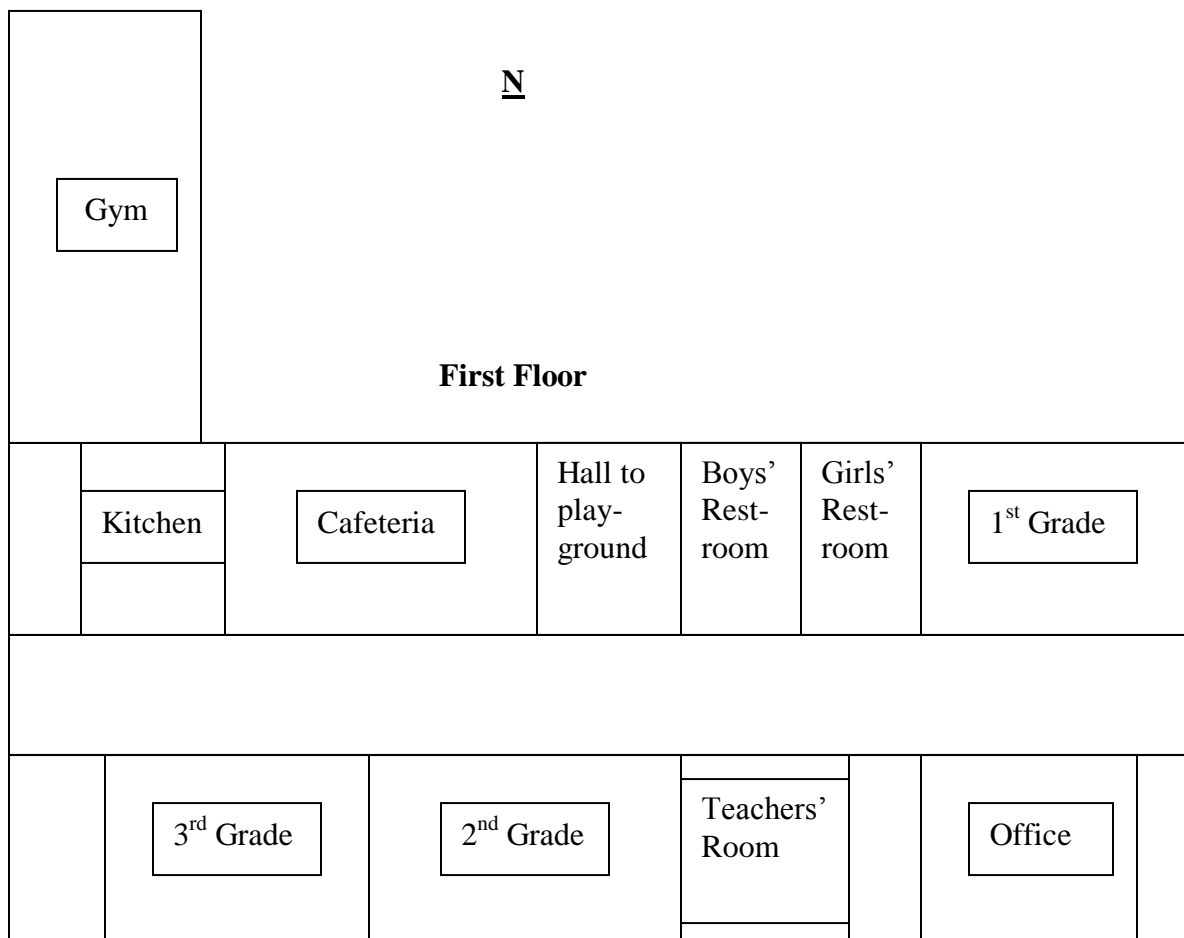 N
Gym
First Floor
Hall to
play-
ground
Boys’
Rest-
room
Girls’
Rest-
room
Kitchen
Cafeteria
1st Grade
3rd Grade
2nd Grade
Teachers’
Room
Office